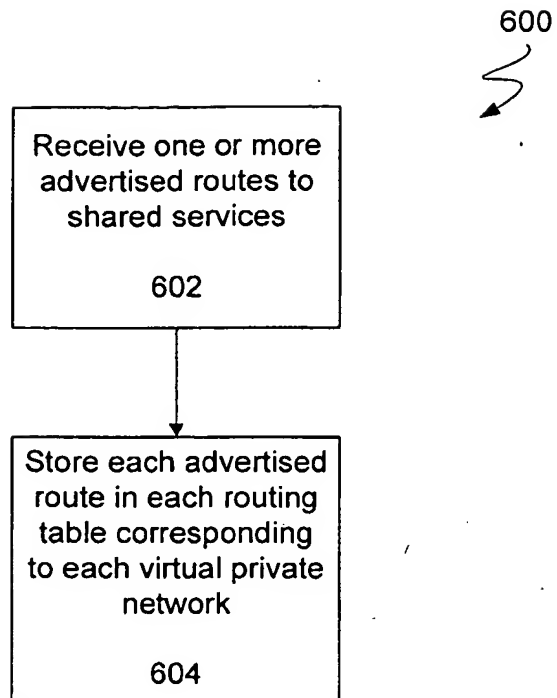 600
Receive one or more
advertised routes to
shared services
602
Store each advertised
route in each routing
table corresponding
to each virtual private
network
604